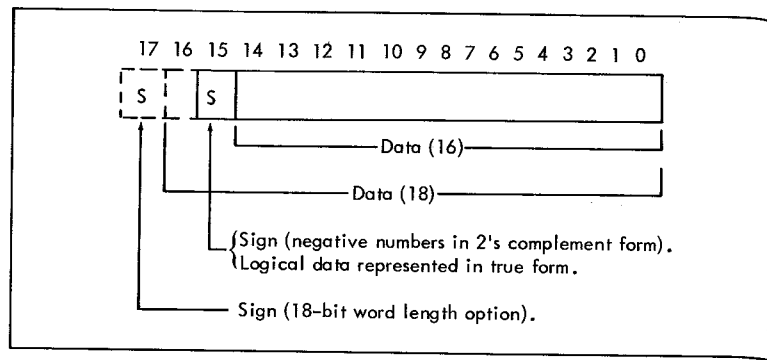 17 16 15 14 13 12 11 10 9 8 7 6 5 4 3 2 1 0
S S
Data (16)
Data (18)
Sign (negative numbers in 2's complement form).
Logical data represented in true form.
Sign (18-bit word length option).